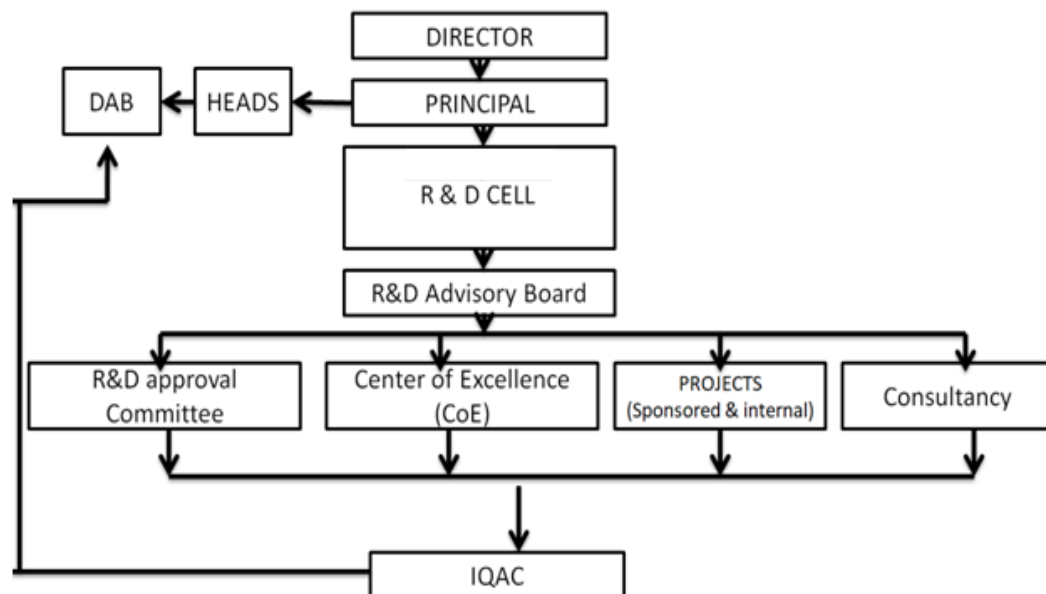 DIRECTOR
DAB
HEADS
PRINCIPAL
R & D CELL
R&D Advisory Board
R&D approval
Committee
Center of Excellence
(CoE)
PROJECTS
(Sponsored & internal)
Consultancy
IQAC